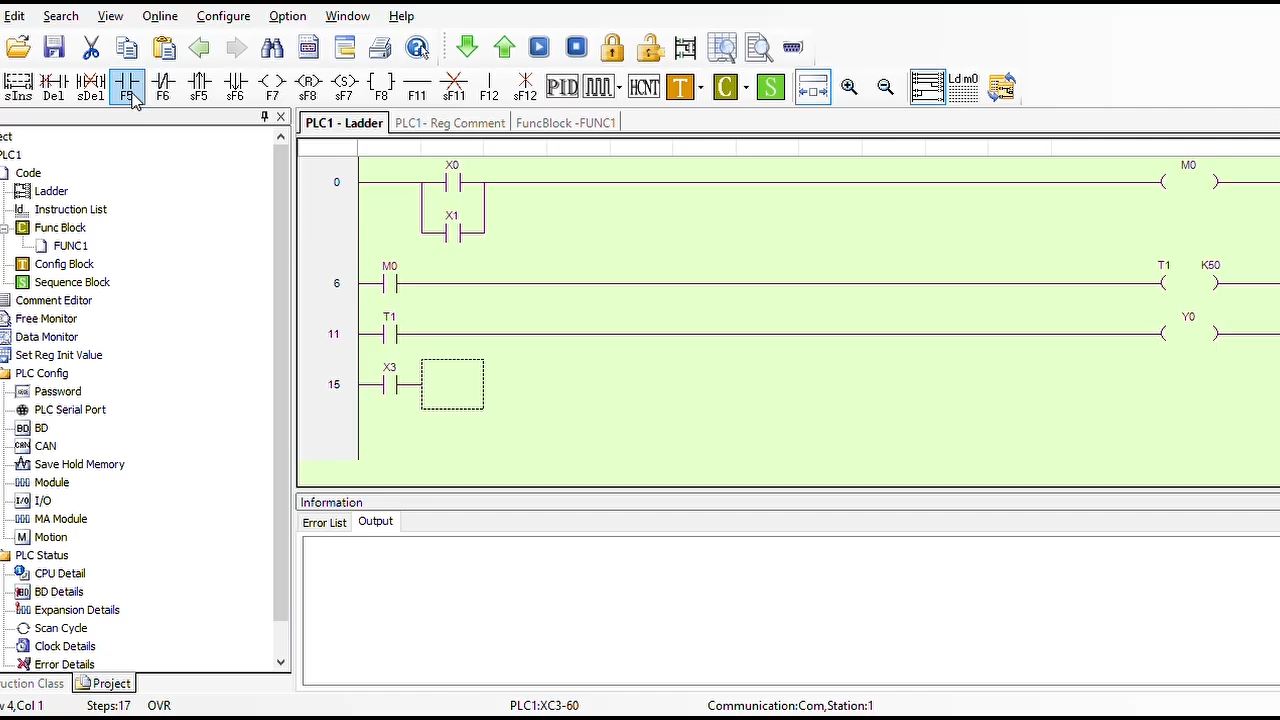 Edit Search View Online Configure Option Window Help
sIns Del sDel F5 F6 sF5 sF6 F7 sF8 sF7 F8 F11 sF11 F12 sF12 PID HCNT T C S Ld m0
PLC1 - Ladder PLC1- Reg Comment FuncBlock -FUNC1
ect
PLC1
Code
Ladder
Instruction List
Func Block
FUNC1
Config Block
Sequence Block
Comment Editor
Free Monitor
Data Monitor
Set Reg Init Value
PLC Config
Password
PLC Serial Port
BD
CAN
Save Hold Memory
Module
I/O
MA Module
Motion
PLC Status
CPU Detail
BD Details
Expansion Details
Scan Cycle
Clock Details
Error Details
uction Class Project
X0 M0
0
X1
M0 T1 K50
6
T1 Y0
11
X3
15
Information
Error List Output
w 4,Col 1 Steps:17 OVR PLC1:XC3-60 Communication:Com,Station:1